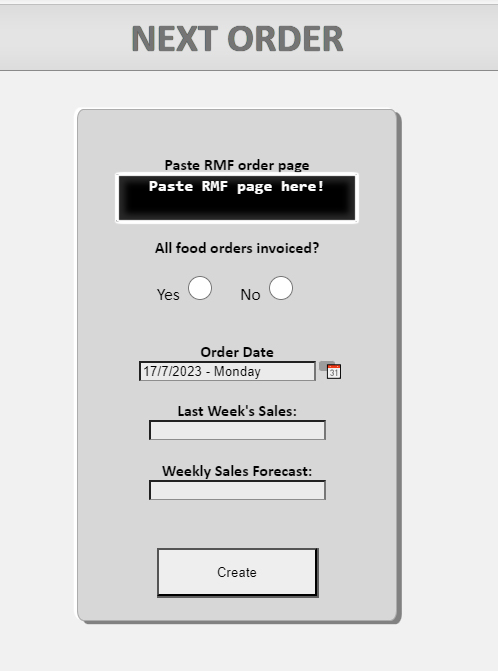 NEXT ORDER
Paste RMF order page
Paste RMF page here!
All food orders invoiced?
Yes No
Order Date
17/7/2023 - Monday
31
Last Week's Sales:
Weekly Sales Forecast:
Create